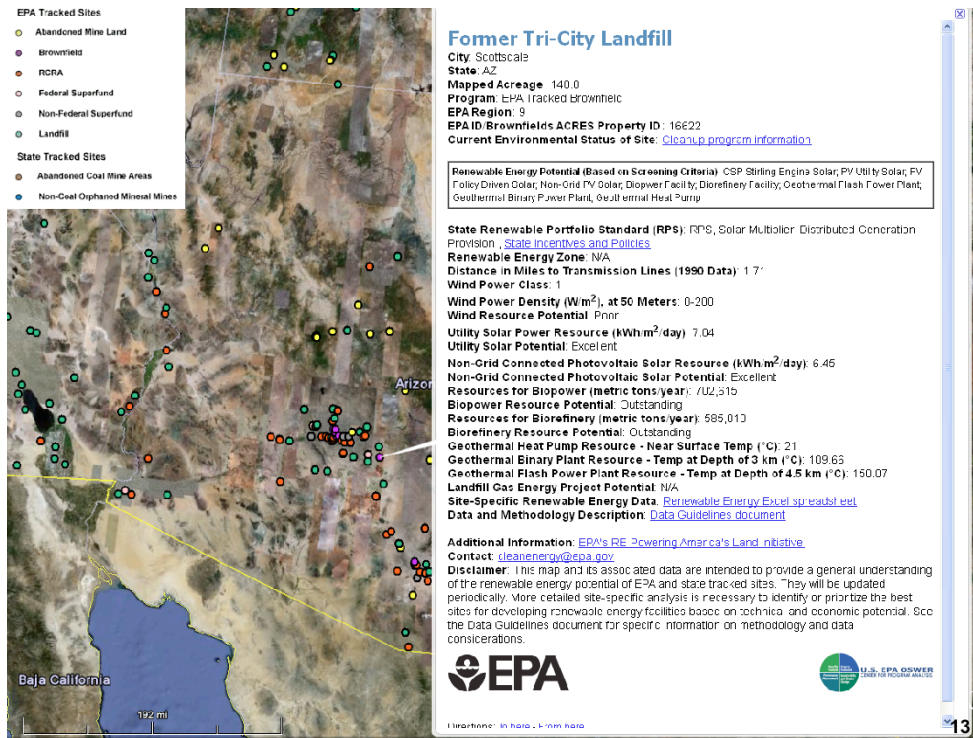 EPA Tracked Sites
Abandoned Mine Land
Brownfield
RCRA
Federal Superfund
Non-Federal Superfund
Landfill
State Tracked Sites
Abandoned Coal Mine Areas
Non-Coal Orphaned Mineral Mines
Arizon
Baja California
192 mi
Former Tri-City Landfill
City: Scottscale
State: AZ
Mapped Acreage: 140.0
Program: EPA Tracked Brownfield
EPA Region: 9
EPA ID/Brownfields ACRES Property ID: 16622
Current Environmental Status of Site: Cleanup program information
Renewable Energy Potential (Based on Screening Criteria): CSP Stirling Engine Solar; PV Utility Solar; PV
Policy Driven Solar; Non-Grid PV Solar; Biopower Facility; Biorefinery Facility; Geothermal Flash Power Plant;
Geothermal Binary Power Plant; Geothermal Heat Pump
State Renewable Portfolio Standard (RPS): RPS, Solar Multiplier, Distributed Generation
Provision , State Incentives and Policies
Renewable Energy Zone: N/A
Distance in Miles to Transmission Lines (1990 Data): 1.71
Wind Power Class: 1
Wind Power Density (W/m2), at 50 Meters: 0-200
Wind Resource Potential: Poor
Utility Solar Power Resource (kWh/m2/day): 7.04
Utility Solar Potential: Excellent
Non-Grid Connected Photovoltaic Solar Resource (kWh/m2/day): 6.45
Non-Grid Connected Photovoltaic Solar Potential: Excellent
Resources for Biopower (metric tons/year): 702,615
Biopower Resource Potential: Outstanding
Resources for Biorefinery (metric tons/year): 585,010
Biorefinery Resource Potential: Outstanding
Geothermal Heat Pump Resource - Near Surface Temp (°C): 21
Geothermal Binary Plant Resource - Temp at Depth of 3 km (°C): 109.66
Geothermal Flash Power Plant Resource - Temp at Depth of 4.5 km (°C): 150.07
Landfill Gas Energy Project Potential: N/A
Site-Specific Renewable Energy Data: Renewable Energy Excel spreadsheet
Data and Methodology Description: Data Guidelines document
Additional Information: EPA's RE-Powering America's Land Initiative
Contact: cleanenergy@epa.gov
Disclaimer: This map and its associated data are intended to provide a general understanding
of the renewable energy potential of EPA and state tracked sites. They will be updated
periodically. More detailed site-specific analysis is necessary to identify or prioritize the best
sites for developing renewable energy facilities based on technical and economic potential. See
the Data Guidelines document for specific information on methodology and data
considerations.
EPA
U.S. EPA OSWER
CENTER FOR PROGRAM ANALYSIS
Directions: To here - From here
13